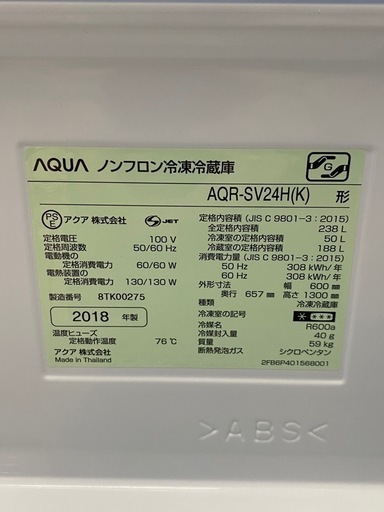 AQUA ノンフロン冷凍冷蔵庫
G
AQR-SV24H(K) 形
PS E アクア 株式会社 JET
定格電圧 100 V
定格周波数 50/60 Hz
電動機の
定格消費電力 60/60 W
電熱装置の
定格消費電力 130/130 W
製造番号 8TK00275
2018 年製
温度ヒューズ
定格動作温度 76℃
アクア 株式会社
Made in Thailand
定格内容積 (JIS C 9801-3:2015)
全定格内容積 238 L
冷凍室の定格内容積 50 L
冷蔵室の定格内容積 188 L
消費電力量 (JIS C 9801-3:2015)
50 Hz 308 kWh/年
60 Hz 308 kWh/年
外形寸法 幅 600 mm
奥行 657 mm 高さ 1300 mm
種類 冷凍冷蔵庫
冷凍室の記号 ****
冷媒名 R600a
冷媒封入量 40 g
質量 59 kg
断熱発泡ガス シクロペンタン
2FB6P401568001
>ABS<